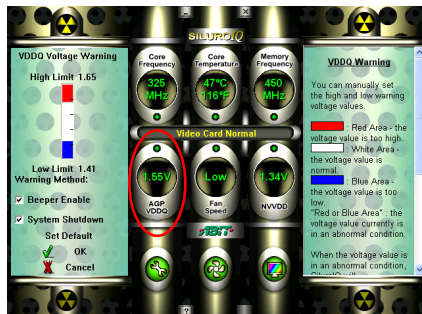 SILUROIQ
VDDQ Voltage Warning
High Limit 1.65
Low Limit 1.41
Warning Method:
Beeper Enable
System Shutdown
Set Default
OK
Cancel
Core
Frequency
325
MHz
Core
Temperature
47°C
116°F
Memory
Frequency
450
MHz
Video Card Normal
1.55V
AGP
VDDQ
Low
Fan
Speed
1.34V
NVVDD
ABIT
?
VDDQ Warning
You can manually set
the high and low warning
voltage values.
: Red Area - the
voltage value is too high.
: White Area -
the voltage value is
normal.
: Blue Area -
the voltage value is too
low.
"Red or Blue Area" : the
voltage value currently is
in an abnormal condition.
When the voltage value is
in an abnormal condition,